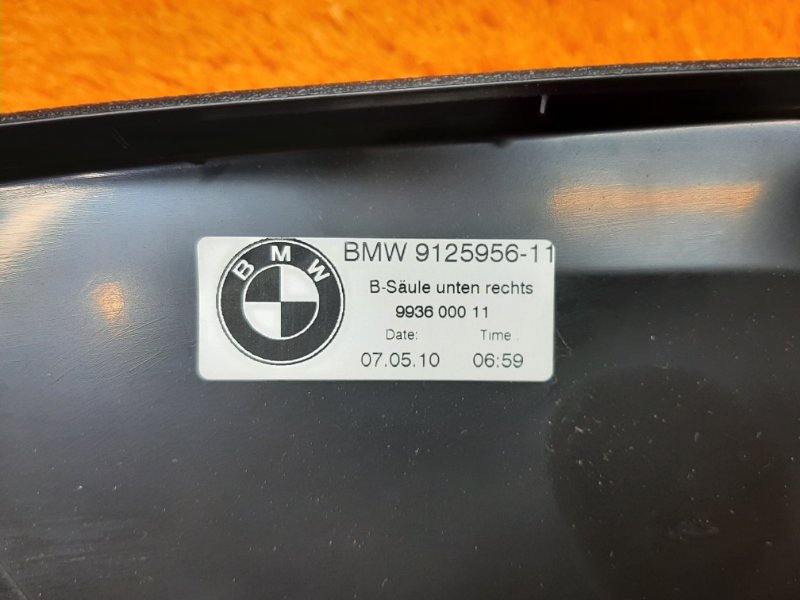 BMW
BMW 9125956-11
B-Säule unten rechts
9936 000 11
Date: Time .
07.05.10 06:59